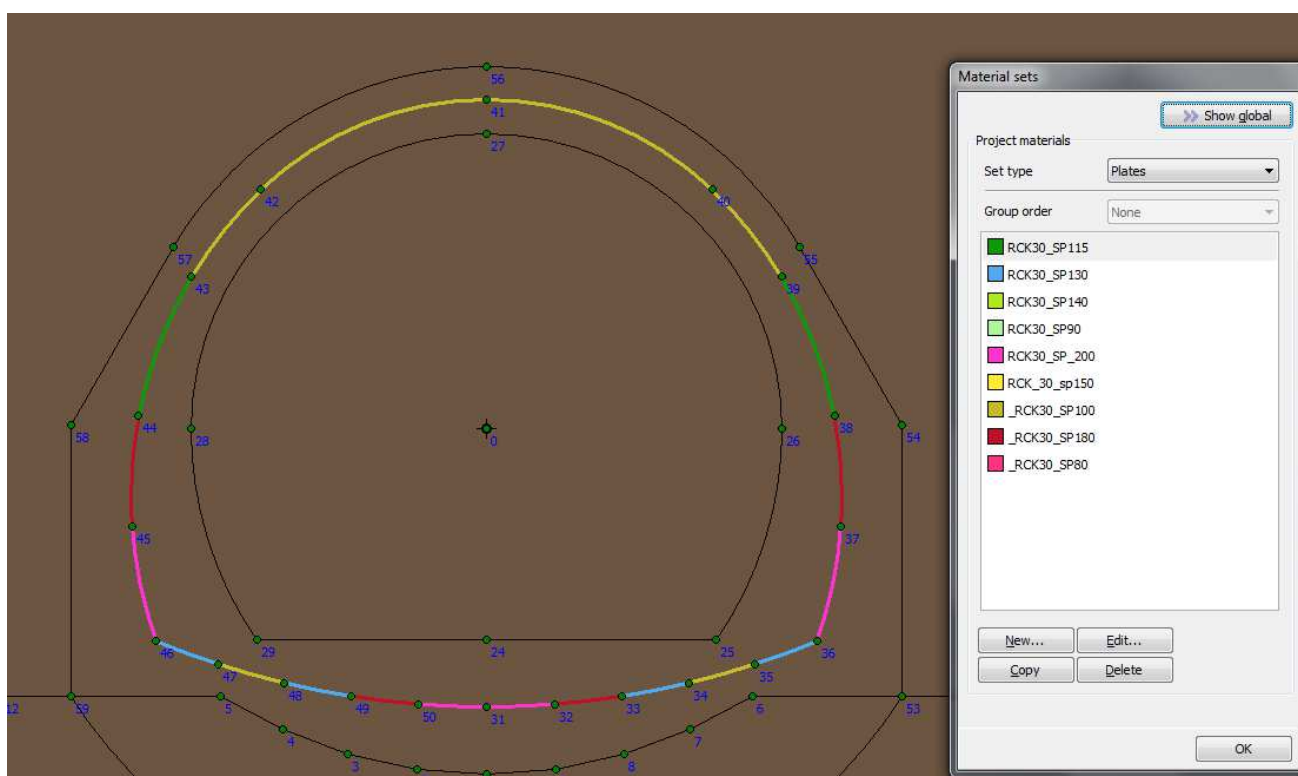 Material sets
Show global
Project materials
Set type Plates
Group order None
RCK30_SP115
RCK30_SP130
RCK30_SP140
RCK30_SP90
RCK30_SP_200
RCK_30_sp150
_RCK30_SP100
_RCK30_SP180
_RCK30_SP80
New... Edit...
Copy Delete
OK
56
41
27
42 40
57 55
43 39
44 38
58 28 0 26 54
45 37
46 29 24 25 36
47 35
48 34
12 59 5 49 50 31 32 33 6 53
4 7
3 8